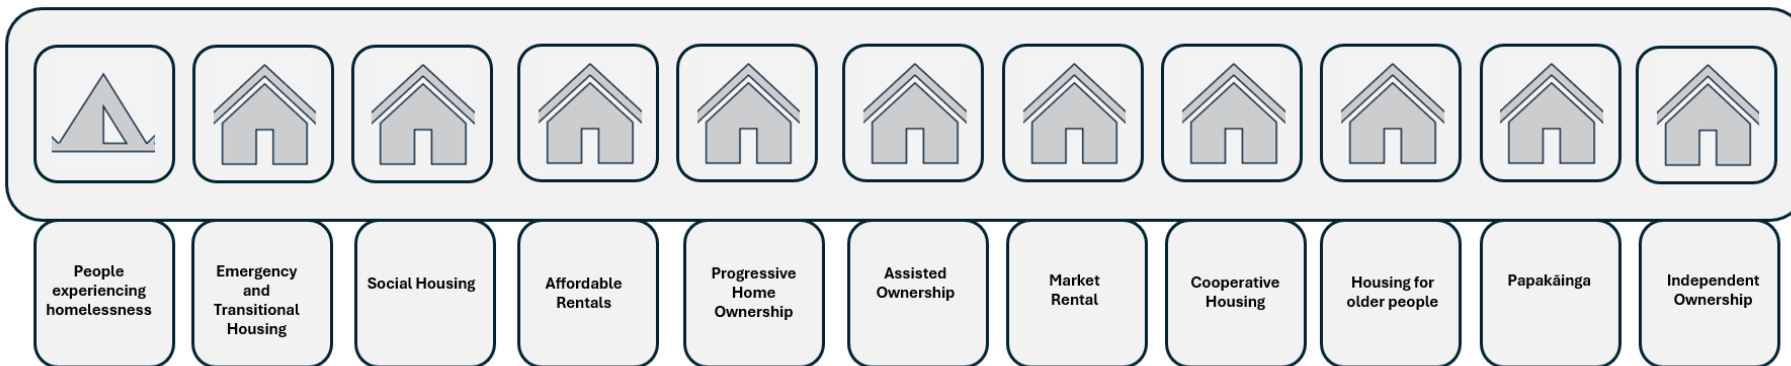 People
experiencing
homelessness
Emergency
and
Transitional
Housing
Social Housing
Affordable
Rentals
Progressive
Home
Ownership
Assisted
Ownership
Market
Rental
Cooperative
Housing
Housing for
older people
Papakāinga
Independent
Ownership